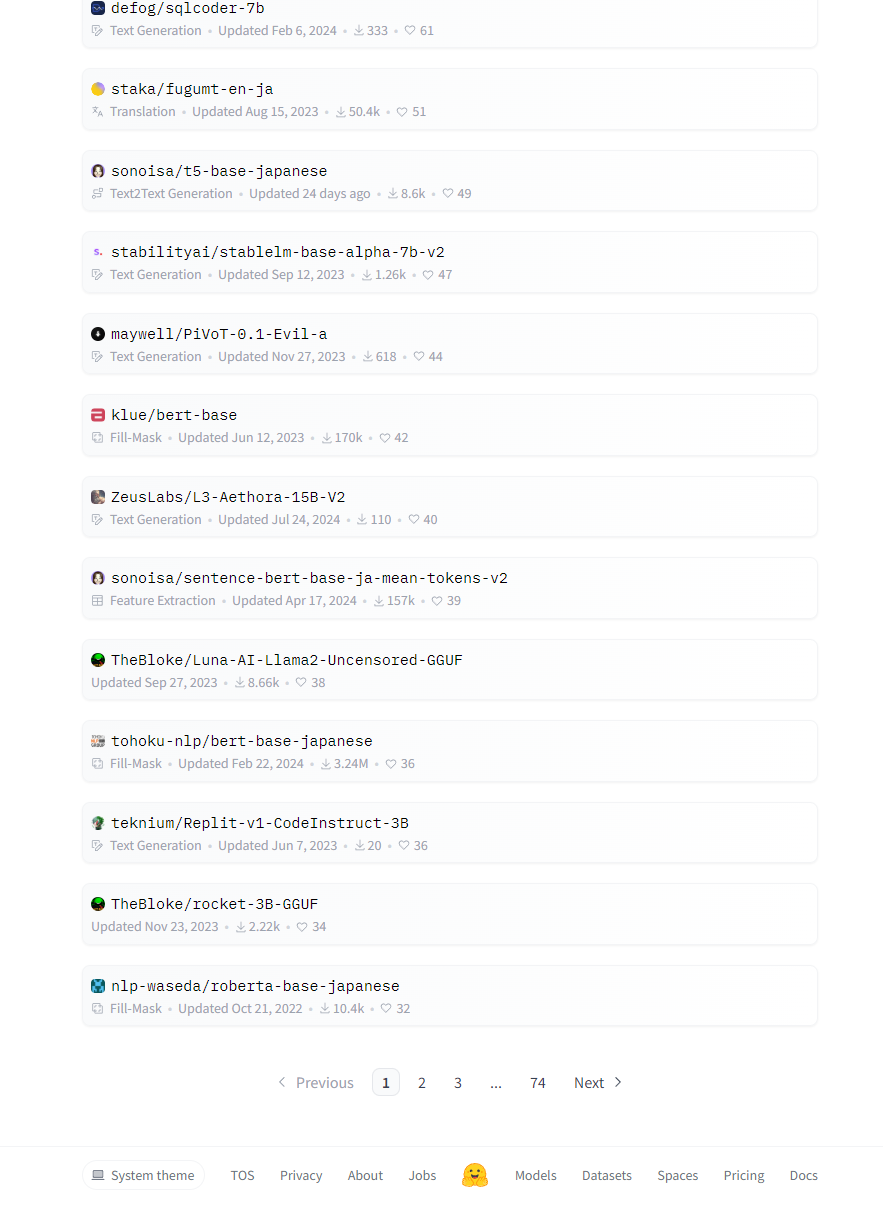 defog/sqlcoder-7b
Text Generation • Updated Feb 6, 2024 • 333 • 61
staka/fugumt-en-ja
Translation • Updated Aug 15, 2023 • 50.4k • 51
sonoisa/t5-base-japanese
Text2Text Generation • Updated 24 days ago • 8.6k • 49
stabilityai/stablelm-base-alpha-7b-v2
Text Generation • Updated Sep 12, 2023 • 1.26k • 47
maywell/PiVoT-0.1-Evil-a
Text Generation • Updated Nov 27, 2023 • 618 • 44
klue/bert-base
Fill-Mask • Updated Jun 12, 2023 • 170k • 42
ZeusLabs/L3-Aethora-15B-V2
Text Generation • Updated Jul 24, 2024 • 110 • 40
sonoisa/sentence-bert-base-ja-mean-tokens-v2
Feature Extraction • Updated Apr 17, 2024 • 157k • 39
TheBloke/Luna-AI-Llama2-Uncensored-GGUF
Updated Sep 27, 2023 • 8.66k • 38
tohoku-nlp/bert-base-japanese
Fill-Mask • Updated Feb 22, 2024 • 3.24M • 36
teknium/Replit-v1-CodeInstruct-3B
Text Generation • Updated Jun 7, 2023 • 20 • 36
TheBloke/rocket-3B-GGUF
Updated Nov 23, 2023 • 2.22k • 34
nlp-waseda/roberta-base-japanese
Fill-Mask • Updated Oct 21, 2022 • 10.4k • 32
Previous 1 2 3 ... 74 Next
System theme TOS Privacy About Jobs Models Datasets Spaces Pricing Docs